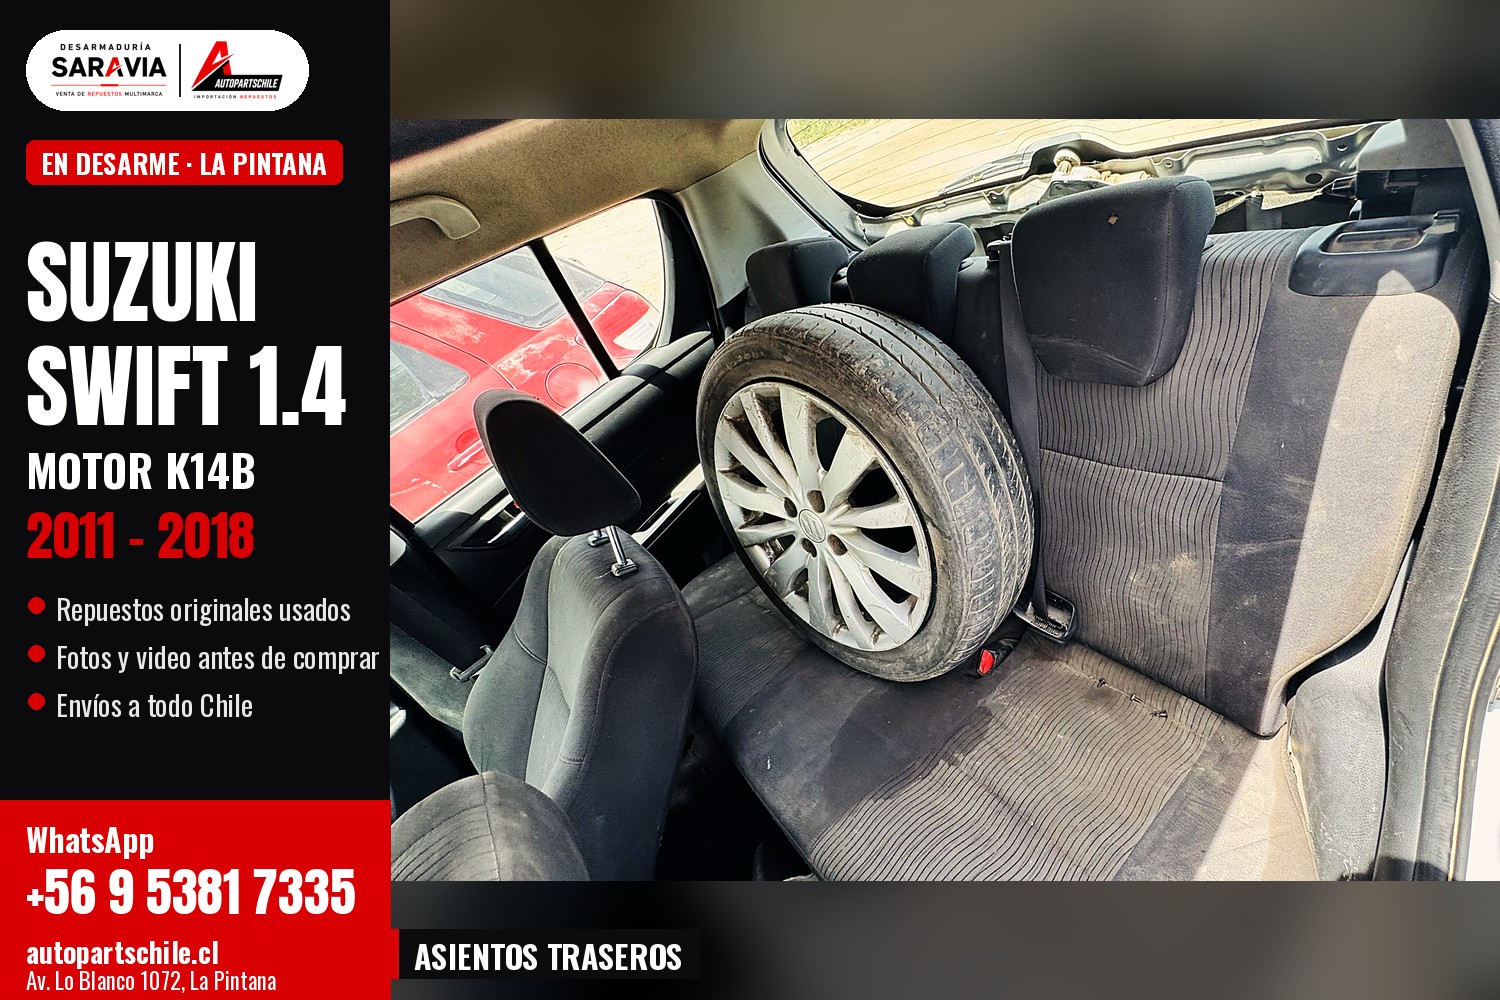 DESARMADURÍA
SARAVIA
VENTA DE REPUESTOS MULTIMARCA
AUTOPARTSCHILE
IMPORTACIÓN REPUESTOS
EN DESARME · LA PINTANA
SUZUKI
SWIFT 1.4
MOTOR K14B
2011 - 2018
Repuestos originales usados
Fotos y video antes de comprar
Envíos a todo Chile
WhatsApp
+56 9 5381 7335
autopartschile.cl
Av. Lo Blanco 1072, La Pintana
ASIENTOS TRASEROS